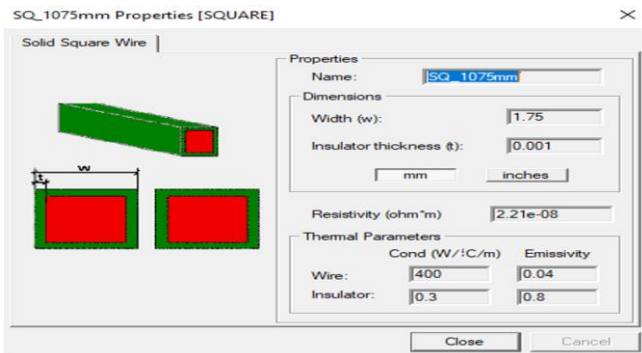 SQ_1075mm Properties [SQUARE]
Solid Square Wire
Properties
Name: SQ_1075mm
Dimensions
Width (w): 1.75
Insulator thickness (t): 0.001
mm inches
w
t
Resistivity (ohm*m) 2.21e-08
Thermal Parameters
Cond (W/!C/m) Emissivity
Wire: 400 0.04
Insulator: 0.3 0.8
Close Cancel